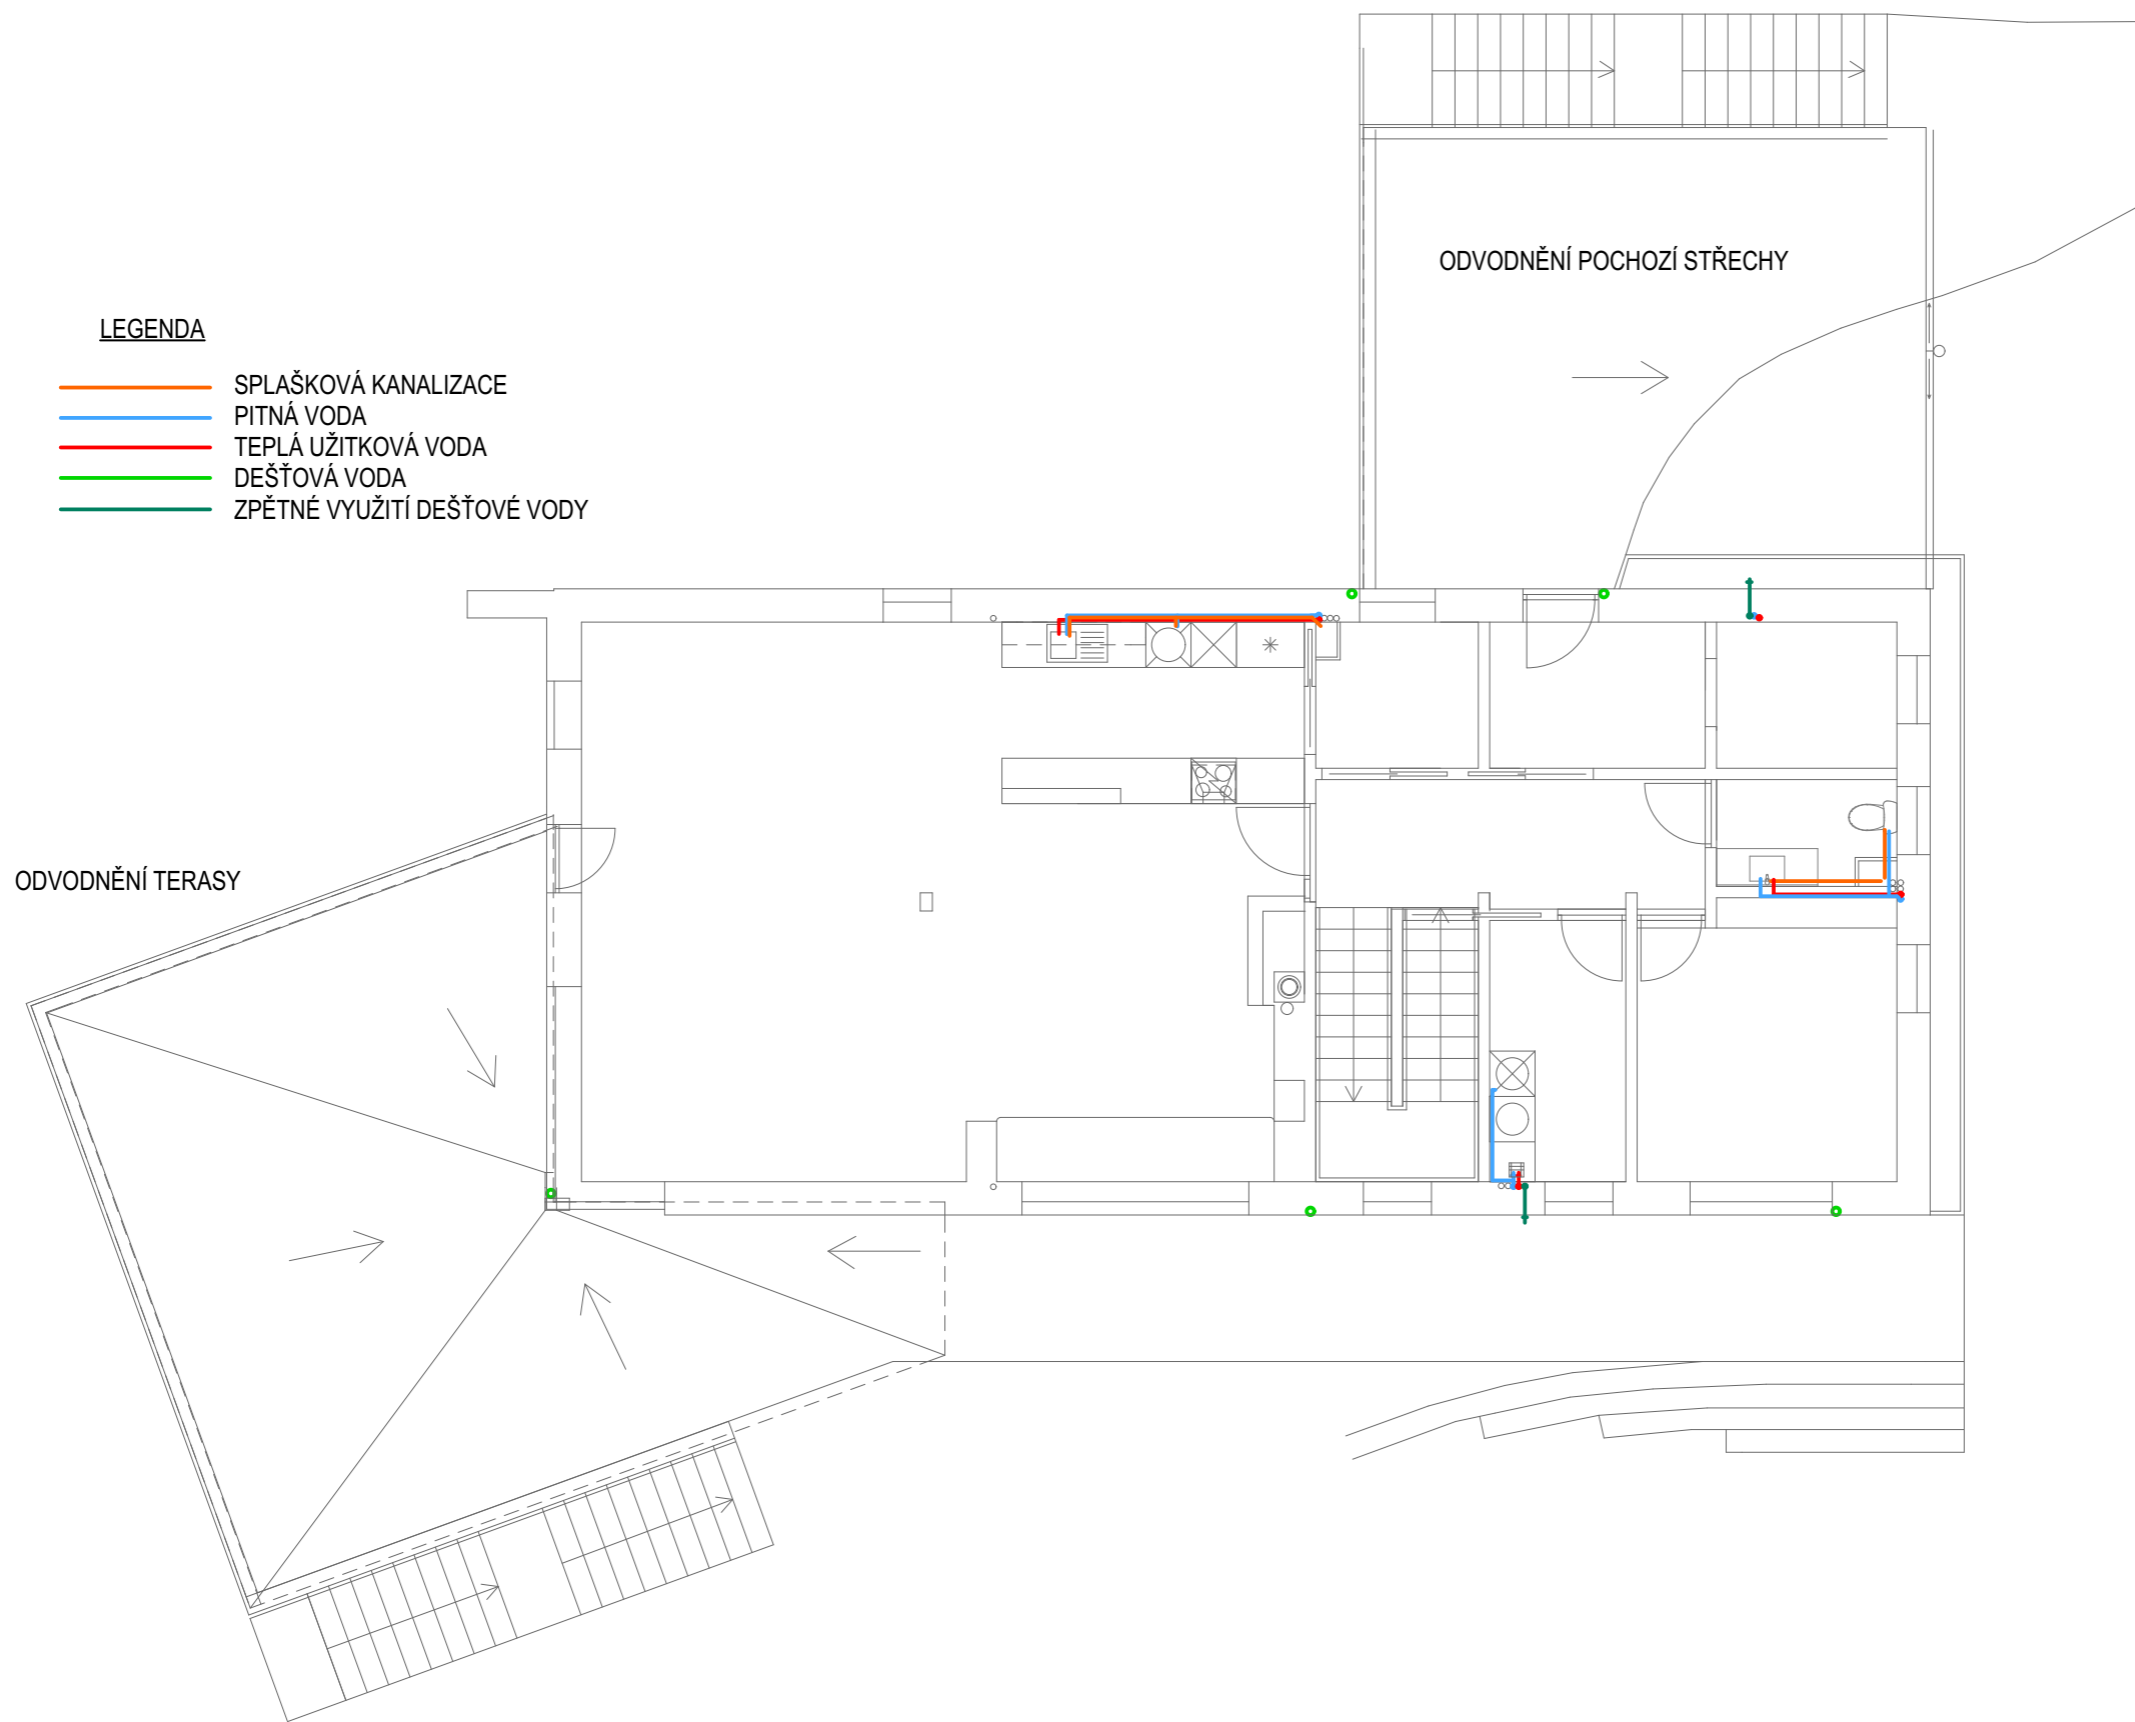 ODVODNĚNÍ POCHOZÍ STŘECHY
LEGENDA
SPLAŠKOVÁ KANALIZACE
PITNÁ VODA
TEPLÁ UŽITKOVÁ VODA
DEŠŤOVÁ VODA
ZPĚTNÉ VYUŽITÍ DEŠŤOVÉ VODY
ODVODNĚNÍ TERASY